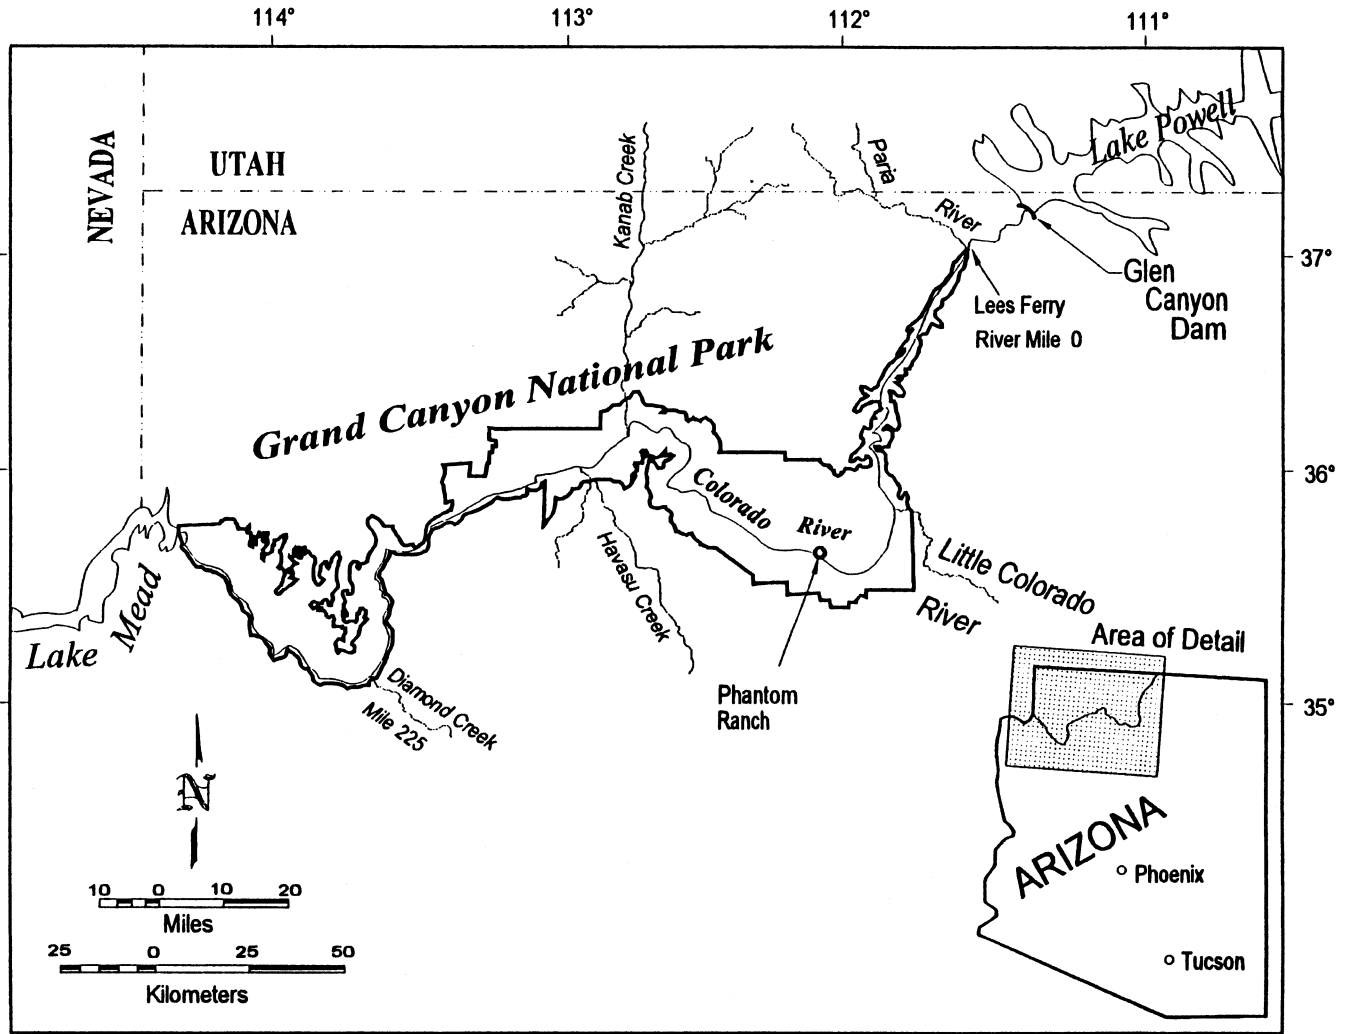 114°
113°
112°
111°
NEVADA
UTAH
ARIZONA
Kanab Creek
Paria
River
Lake Powell
37°
Glen
Canyon
Dam
Lees Ferry
River Mile 0
Grand Canyon National Park
36°
Colorado
River
Havasu Creek
Little Colorado
River
Lake
Mead
Diamond Creek
Mile 225
Phantom
Ranch
Area of Detail
35°
N
ARIZONA
Phoenix
Tucson
10 0 10 20
Miles
25 0 25 50
Kilometers